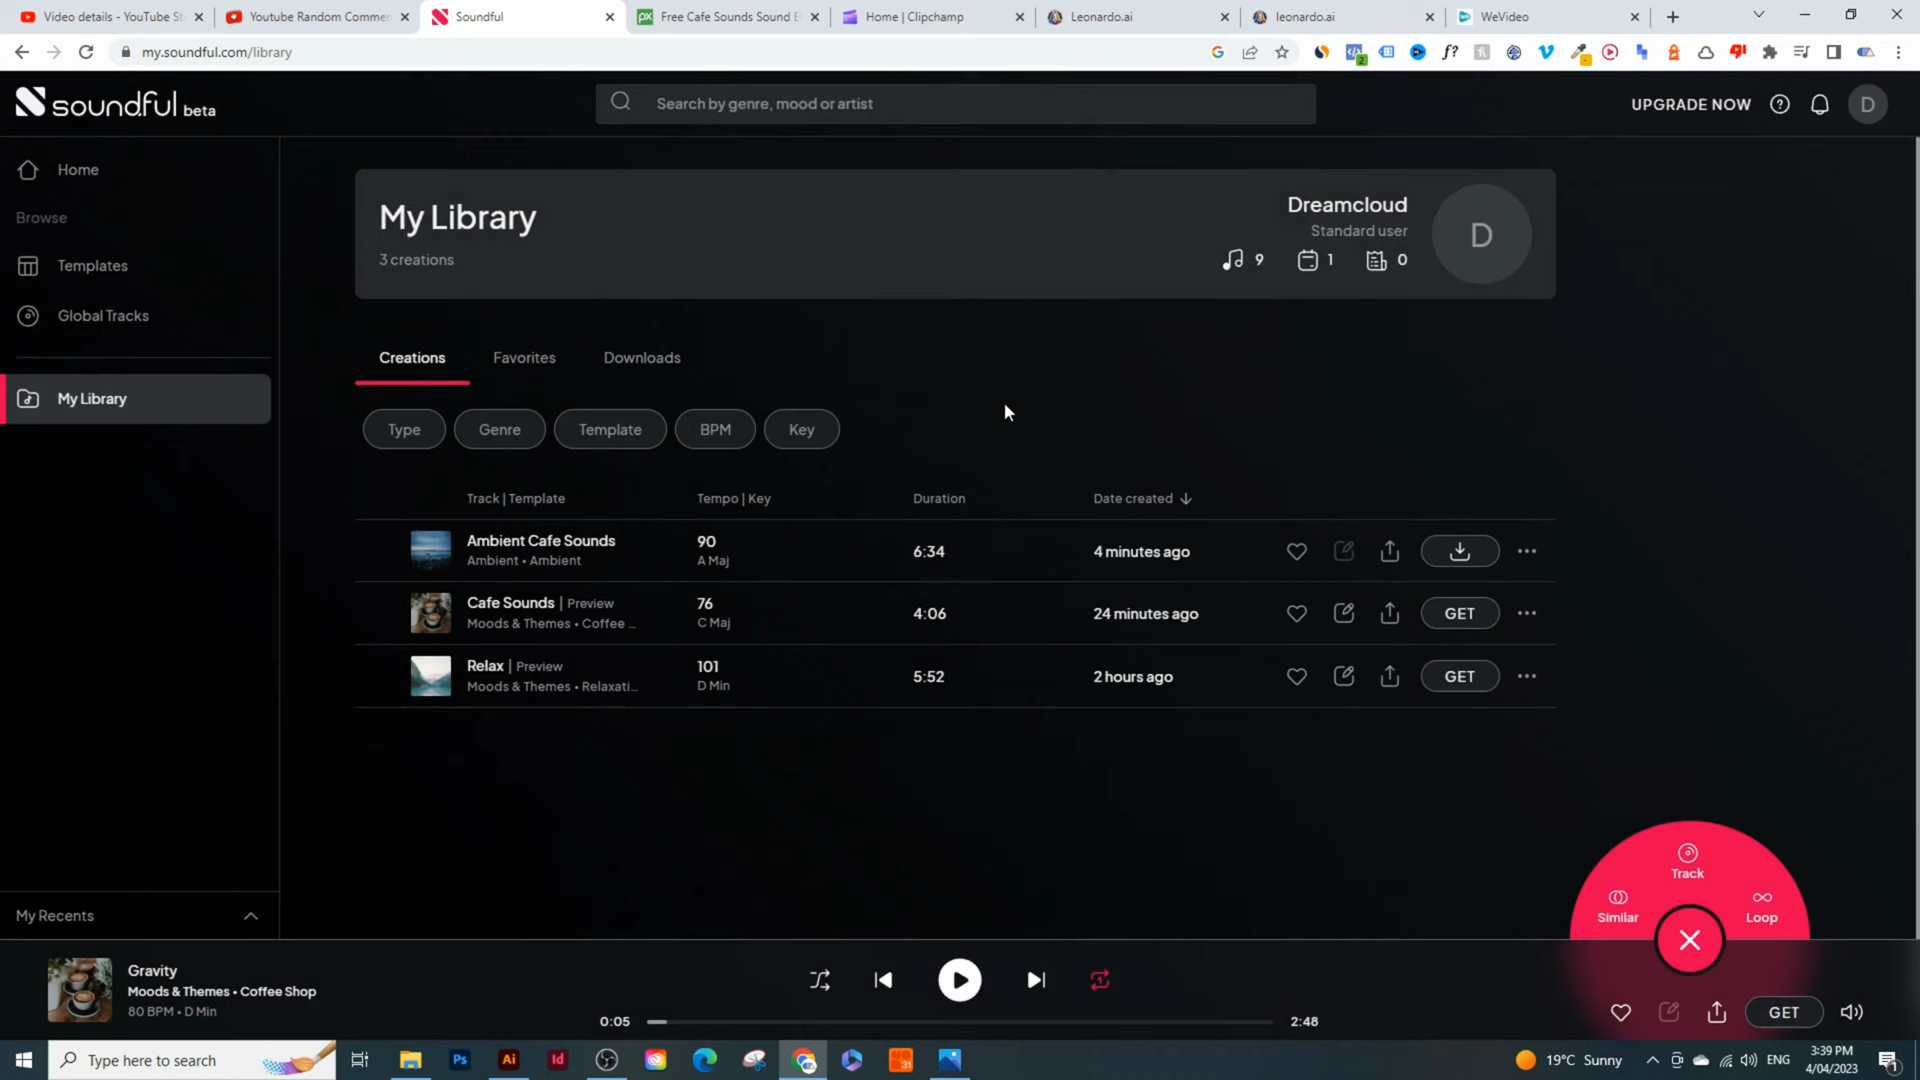 Video details - YouTube St
Youtube Random Commer
Soundful
Free Cafe Sounds Sound E
Home | Clipchamp
Leonardo.ai
leonardo.ai
WeVideo
my.soundful.com/library
soundful beta
Search by genre, mood or artist
UPGRADE NOW
D
Home
Browse
Templates
Global Tracks
My Library
My Library
3 creations
Dreamcloud
Standard user
9 1 0
D
Creations Favorites Downloads
Type Genre Template BPM Key
Track | Template Tempo | Key Duration Date created
Ambient Cafe Sounds 90 6:34 4 minutes ago
Ambient • Ambient A Maj
Cafe Sounds | Preview 76 4:06 24 minutes ago GET
Moods & Themes • Coffee ... C Maj
Relax | Preview 101 5:52 2 hours ago GET
Moods & Themes • Relaxati... D Min
Track
Similar
Loop
My Recents
Gravity
Moods & Themes • Coffee Shop
80 BPM • D Min
0:05
2:48
GET
Type here to search
Ps
Ai
Id
31
19°C Sunny
ENG
3:39 PM
4/04/2023
1